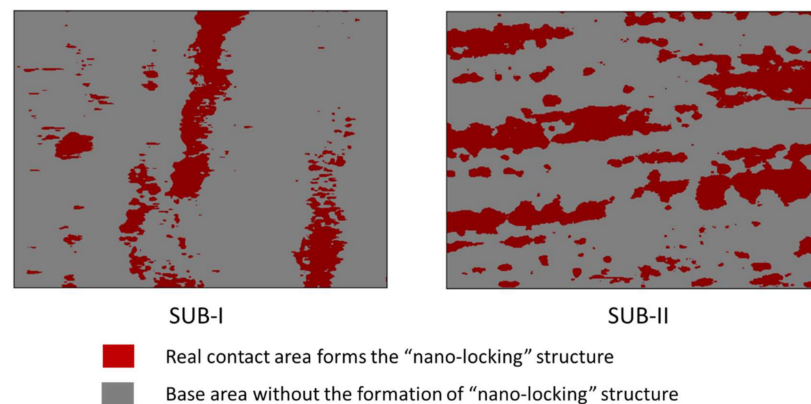 SUB-I
SUB-II
Real contact area forms the “nano-locking” structure
Base area without the formation of “nano-locking” structure